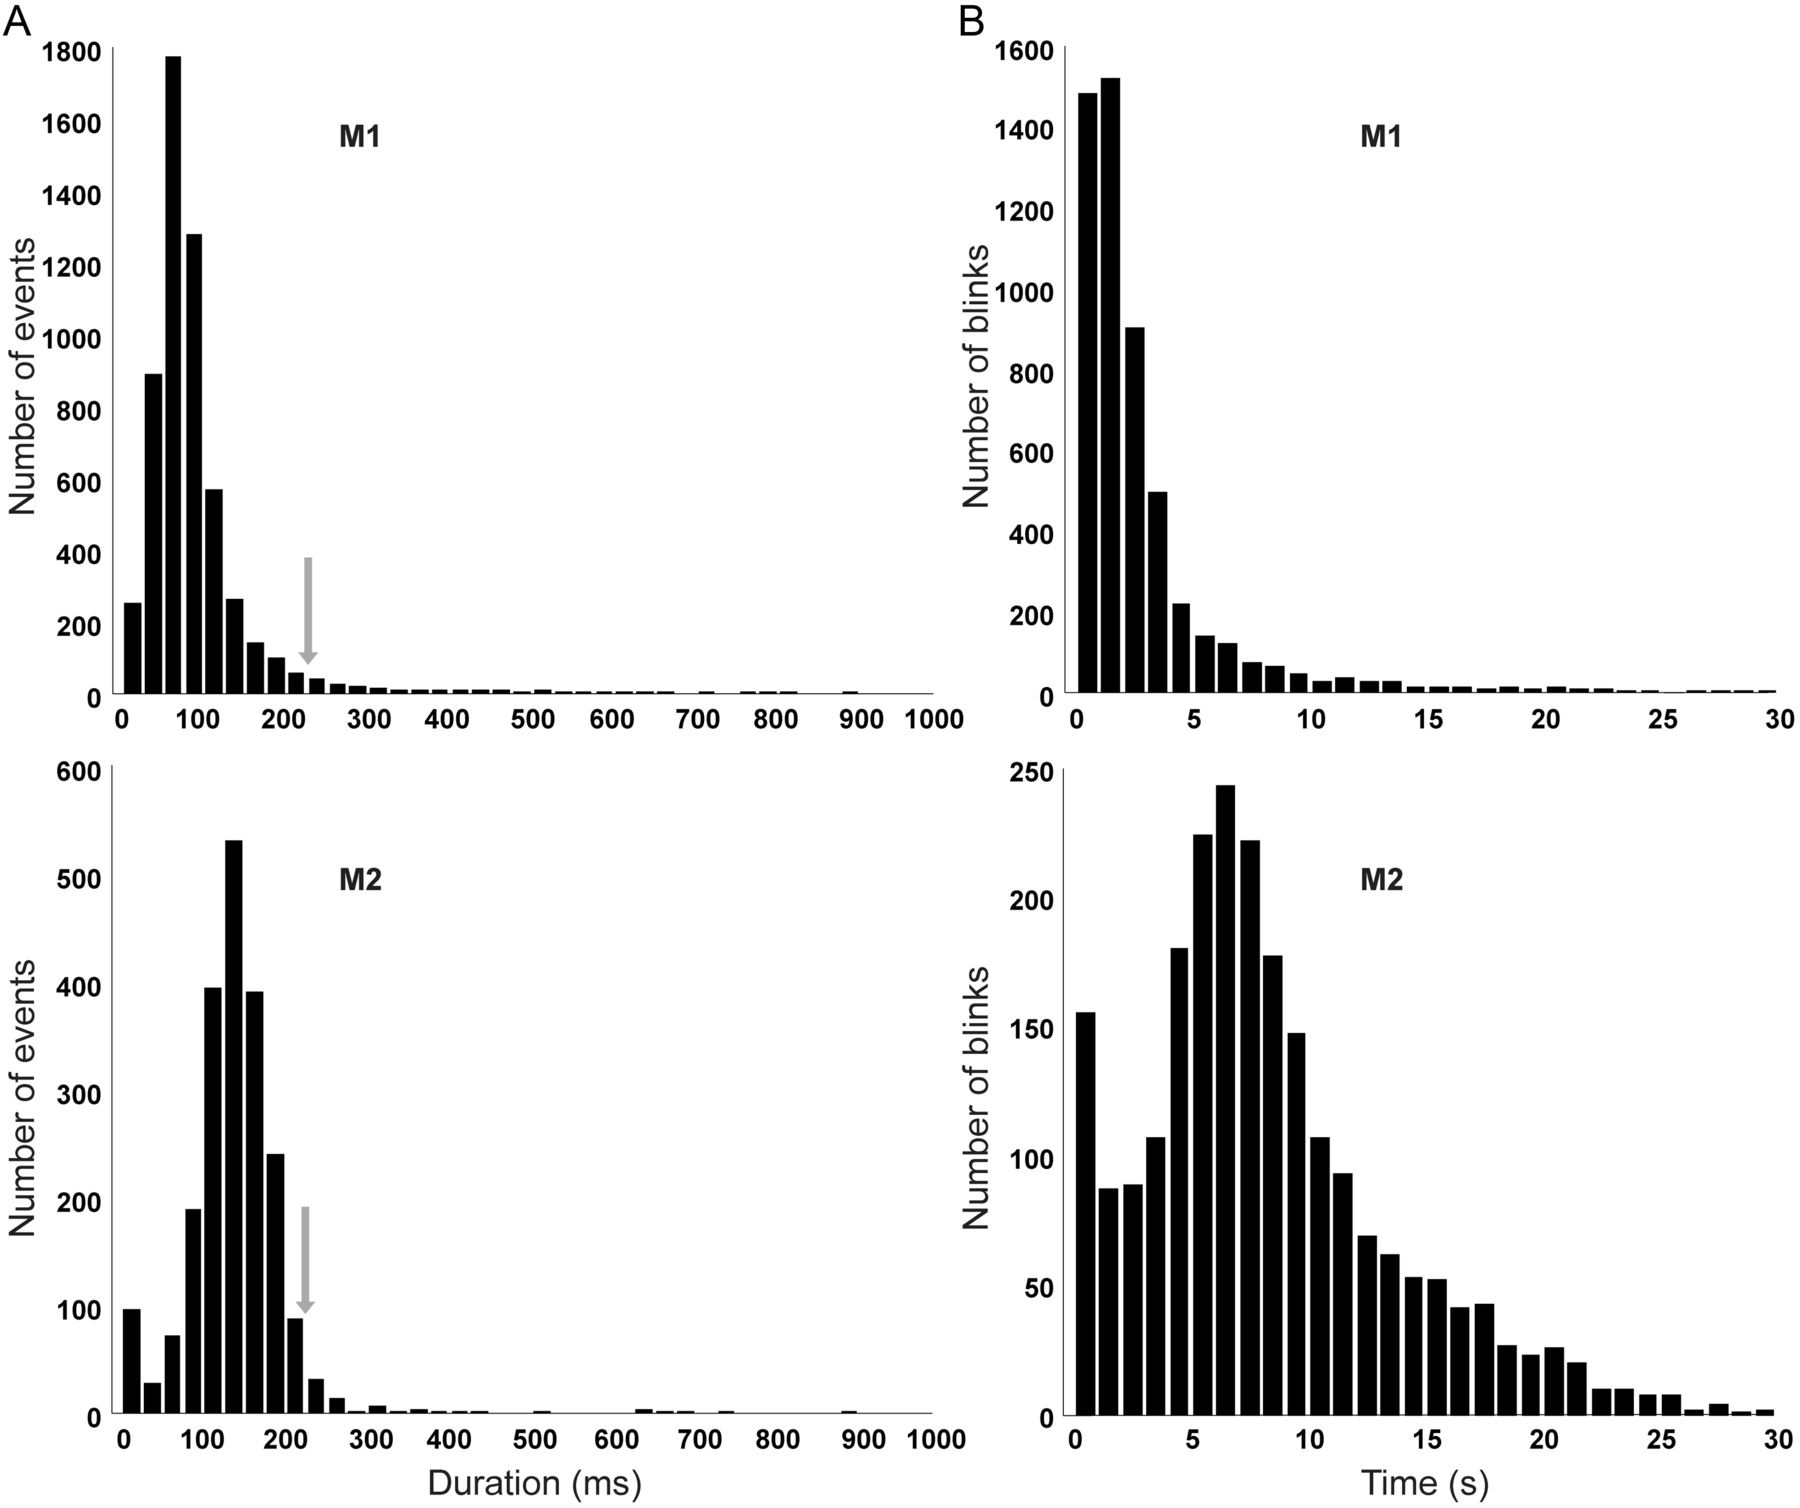 A
Number of events
1800
1600
1400
1200
1000
800
600
400
200
0
M1
0 100 200 300 400 500 600 700 800 900 1000
B
Number of blinks
1600
1400
1200
1000
800
600
400
200
0
M1
0 5 10 15 20 25 30
Number of events
600
500
400
300
200
100
0
M2
0 100 200 300 400 500 600 700 800 900 1000
Duration (ms)
Number of blinks
250
200
150
100
50
0
M2
0 5 10 15 20 25 30
Time (s)